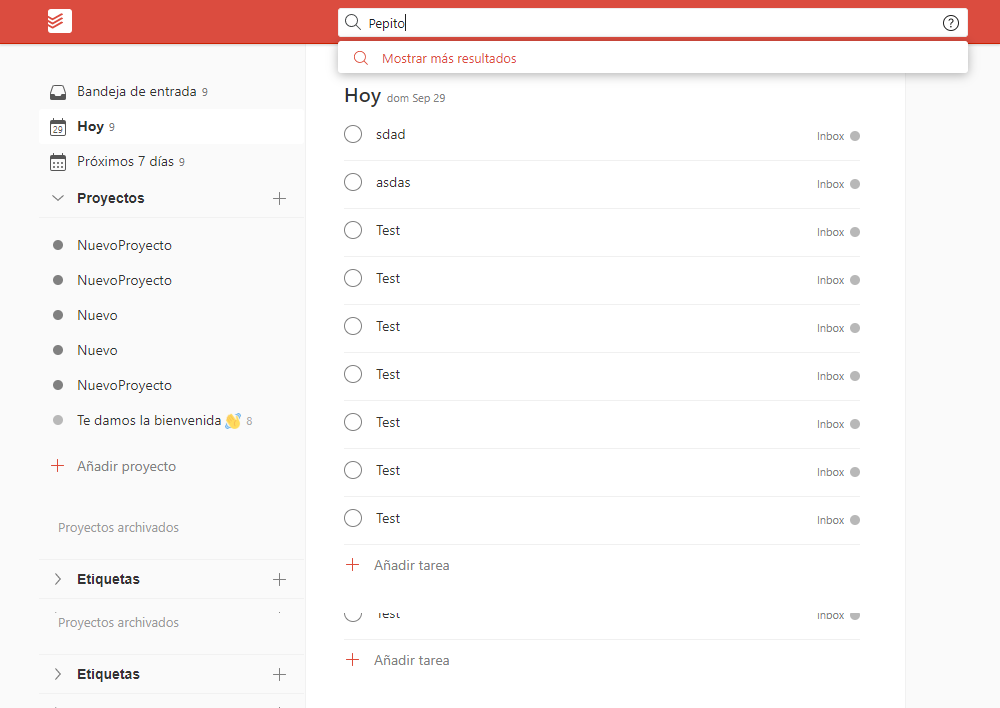 Pepito
Mostrar más resultados
Bandeja de entrada 9
29 Hoy 9
Próximos 7 días 9
Proyectos
NuevoProyecto
NuevoProyecto
Nuevo
Nuevo
NuevoProyecto
Te damos la bienvenida 👋 8
Añadir proyecto
Proyectos archivados
Etiquetas
Proyectos archivados
Etiquetas
Hoy dom Sep 29
sdad Inbox
asdas Inbox
Test Inbox
Test Inbox
Test Inbox
Test Inbox
Test Inbox
Test Inbox
Test Inbox
Añadir tarea
Test Inbox
Añadir tarea